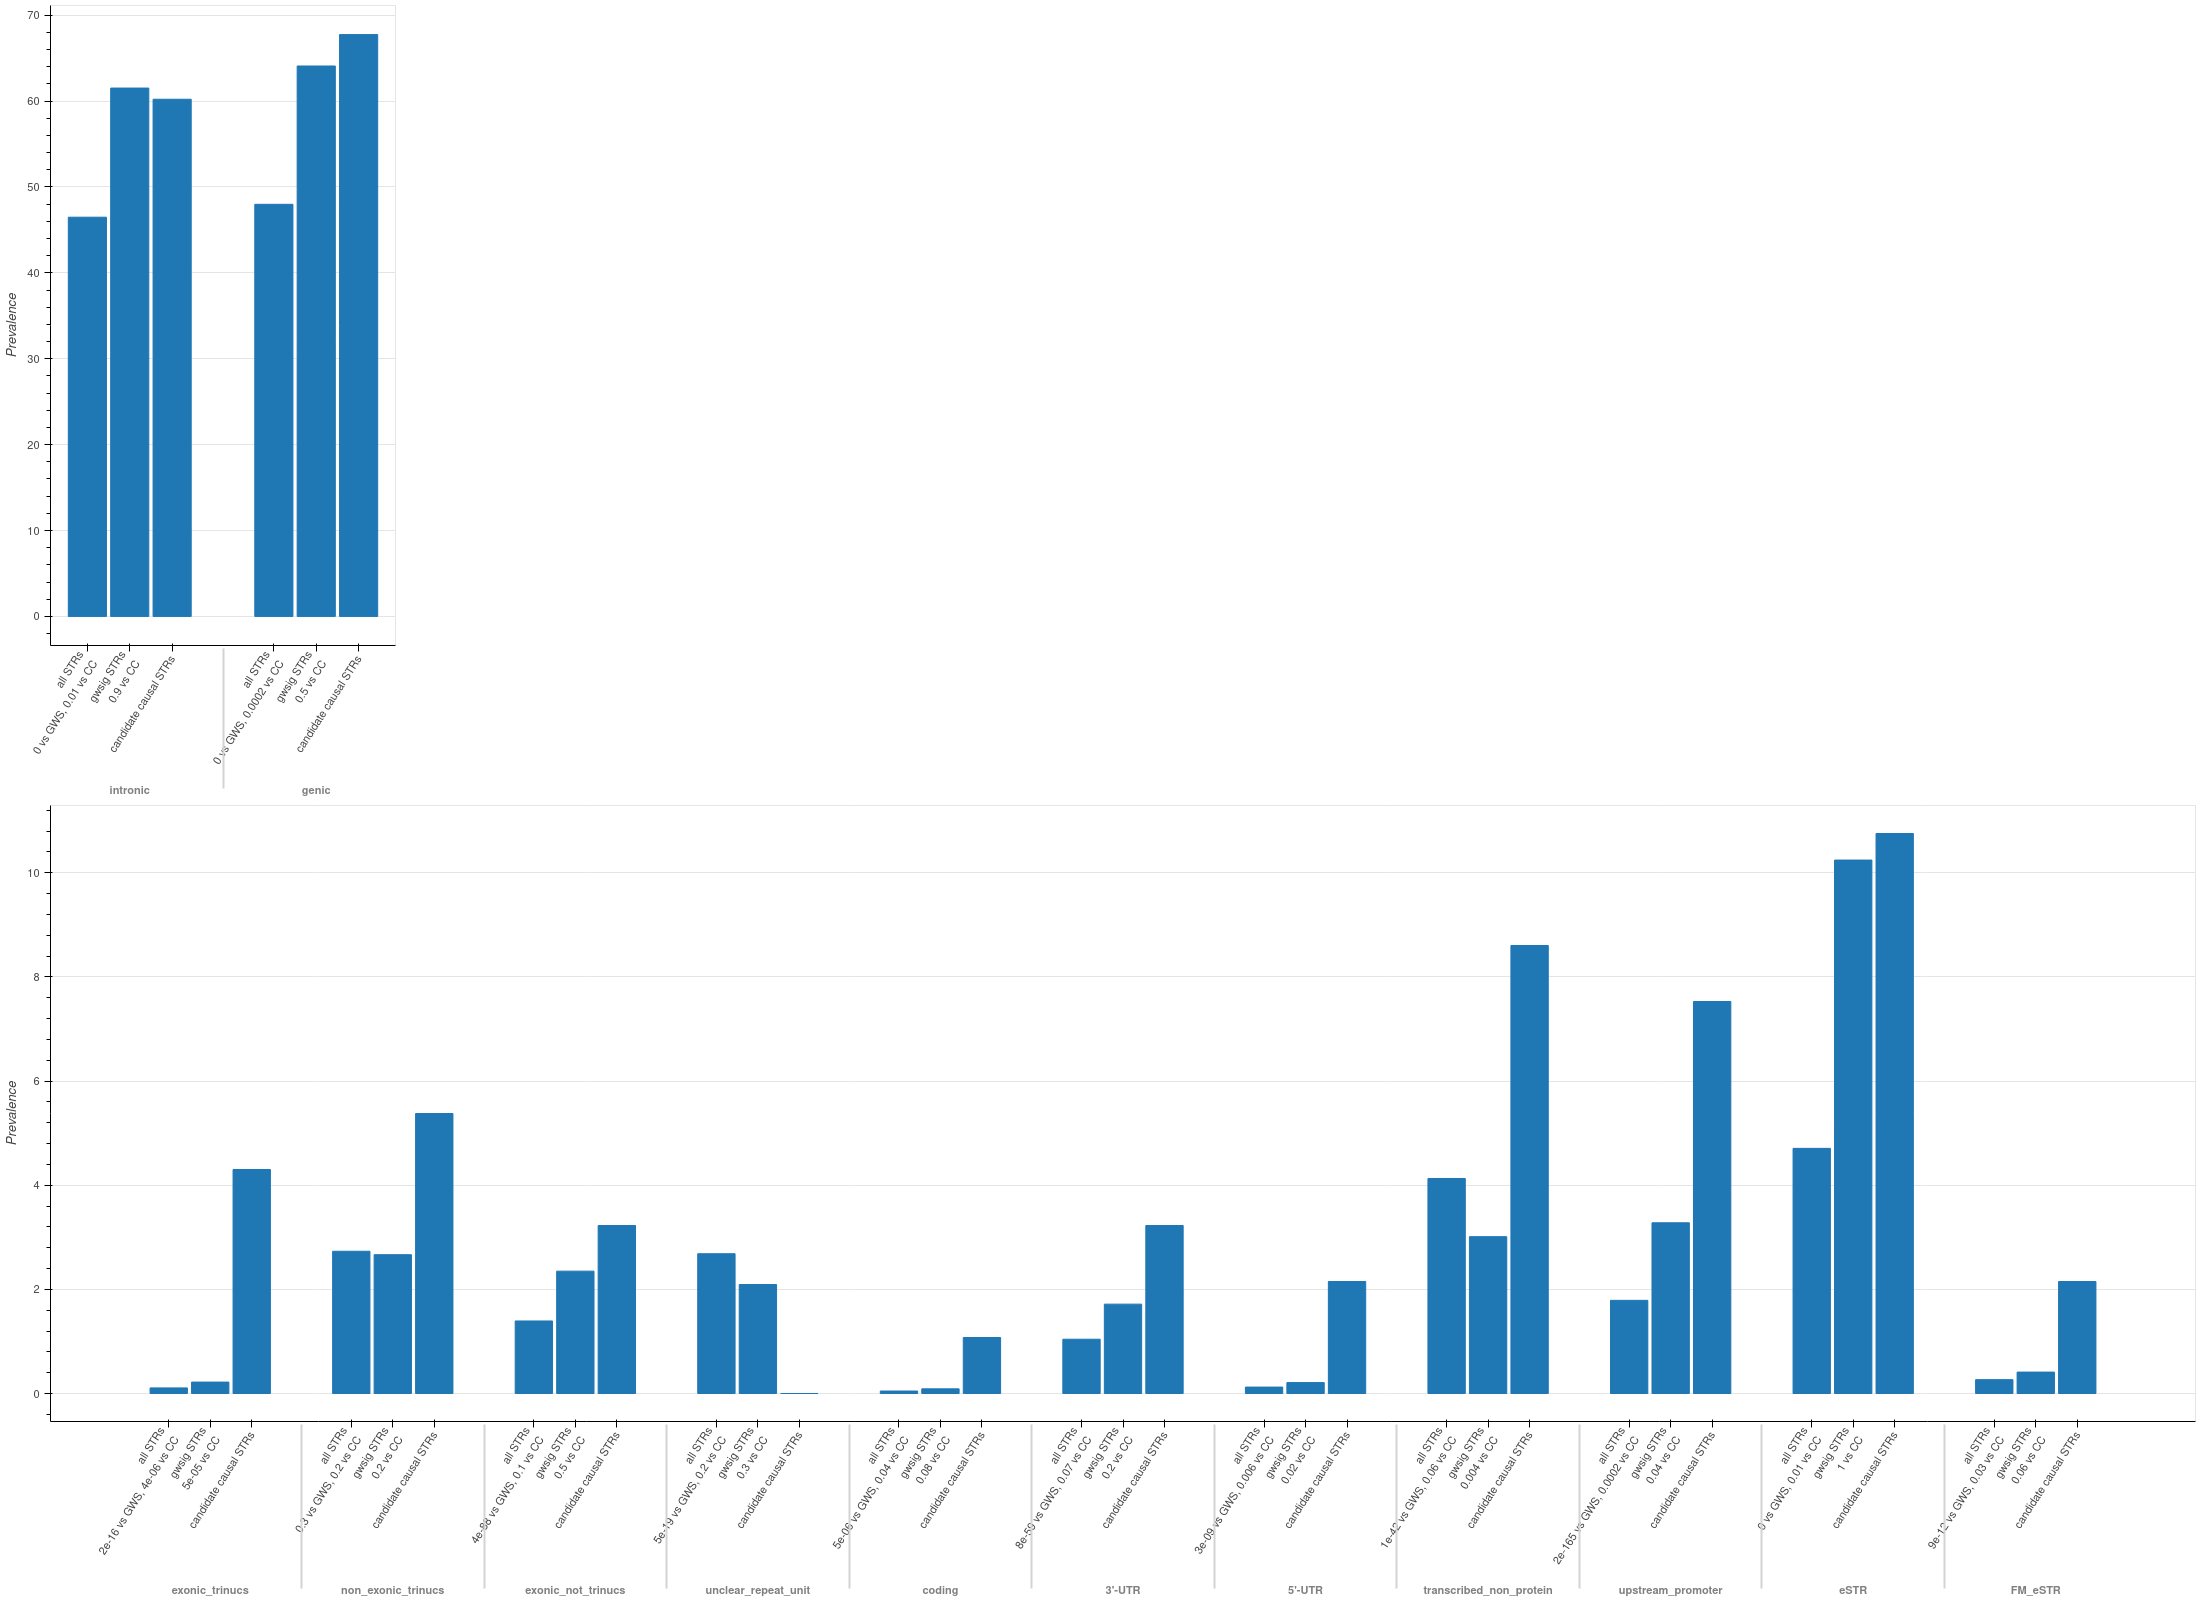 70
60
50
40
30
20
10
0
Prevalence
all STRs
0 vs GWS, 0.01 vs CC
gwsig STRs
0.9 vs CC
candidate causal STRs
all STRs
0 vs GWS, 0.0002 vs CC
gwsig STRs
0.5 vs CC
candidate causal STRs
intronic
genic
10
8
6
4
2
0
Prevalence
all STRs
2e-16 vs GWS, 4e-06 vs CC
gwsig STRs
5e-05 vs CC
candidate causal STRs
all STRs
0.3 vs GWS, 0.2 vs CC
gwsig STRs
0.2 vs CC
candidate causal STRs
all STRs
4e-88 vs GWS, 0.1 vs CC
gwsig STRs
0.5 vs CC
candidate causal STRs
all STRs
5e-19 vs GWS, 0.2 vs CC
gwsig STRs
0.3 vs CC
candidate causal STRs
all STRs
5e-06 vs GWS, 0.04 vs CC
gwsig STRs
0.08 vs CC
candidate causal STRs
all STRs
vs GWS, 0.07 vs CC
gwsig STRs
0.2 vs CC
candidate causal STRs
all STRs
3e-09 vs GWS, 0.006 vs CC
gwsig STRs
0.02 vs CC
candidate causal STRs
all STRs
1e-42 vs GWS, 0.06 vs CC
gwsig STRs
0.004 vs CC
candidate causal STRs
all STRs
2e-165 vs GWS, 0.0002 vs CC
gwsig STRs
0.04 vs CC
candidate causal STRs
all STRs
0 vs GWS, 0.01 vs CC
gwsig STRs
1 vs CC
candidate causal STRs
all STRs
9e-12 vs GWS, 0.03 vs CC
gwsig STRs
0.06 vs CC
candidate causal STRs
exonic_trinucs
non_exonic_trinucs
exonic_not_trinucs
unclear_repeat_unit
coding
3'-UTR
5'-UTR
transcribed_non_protein
upstream_promoter
eSTR
FM_eSTR